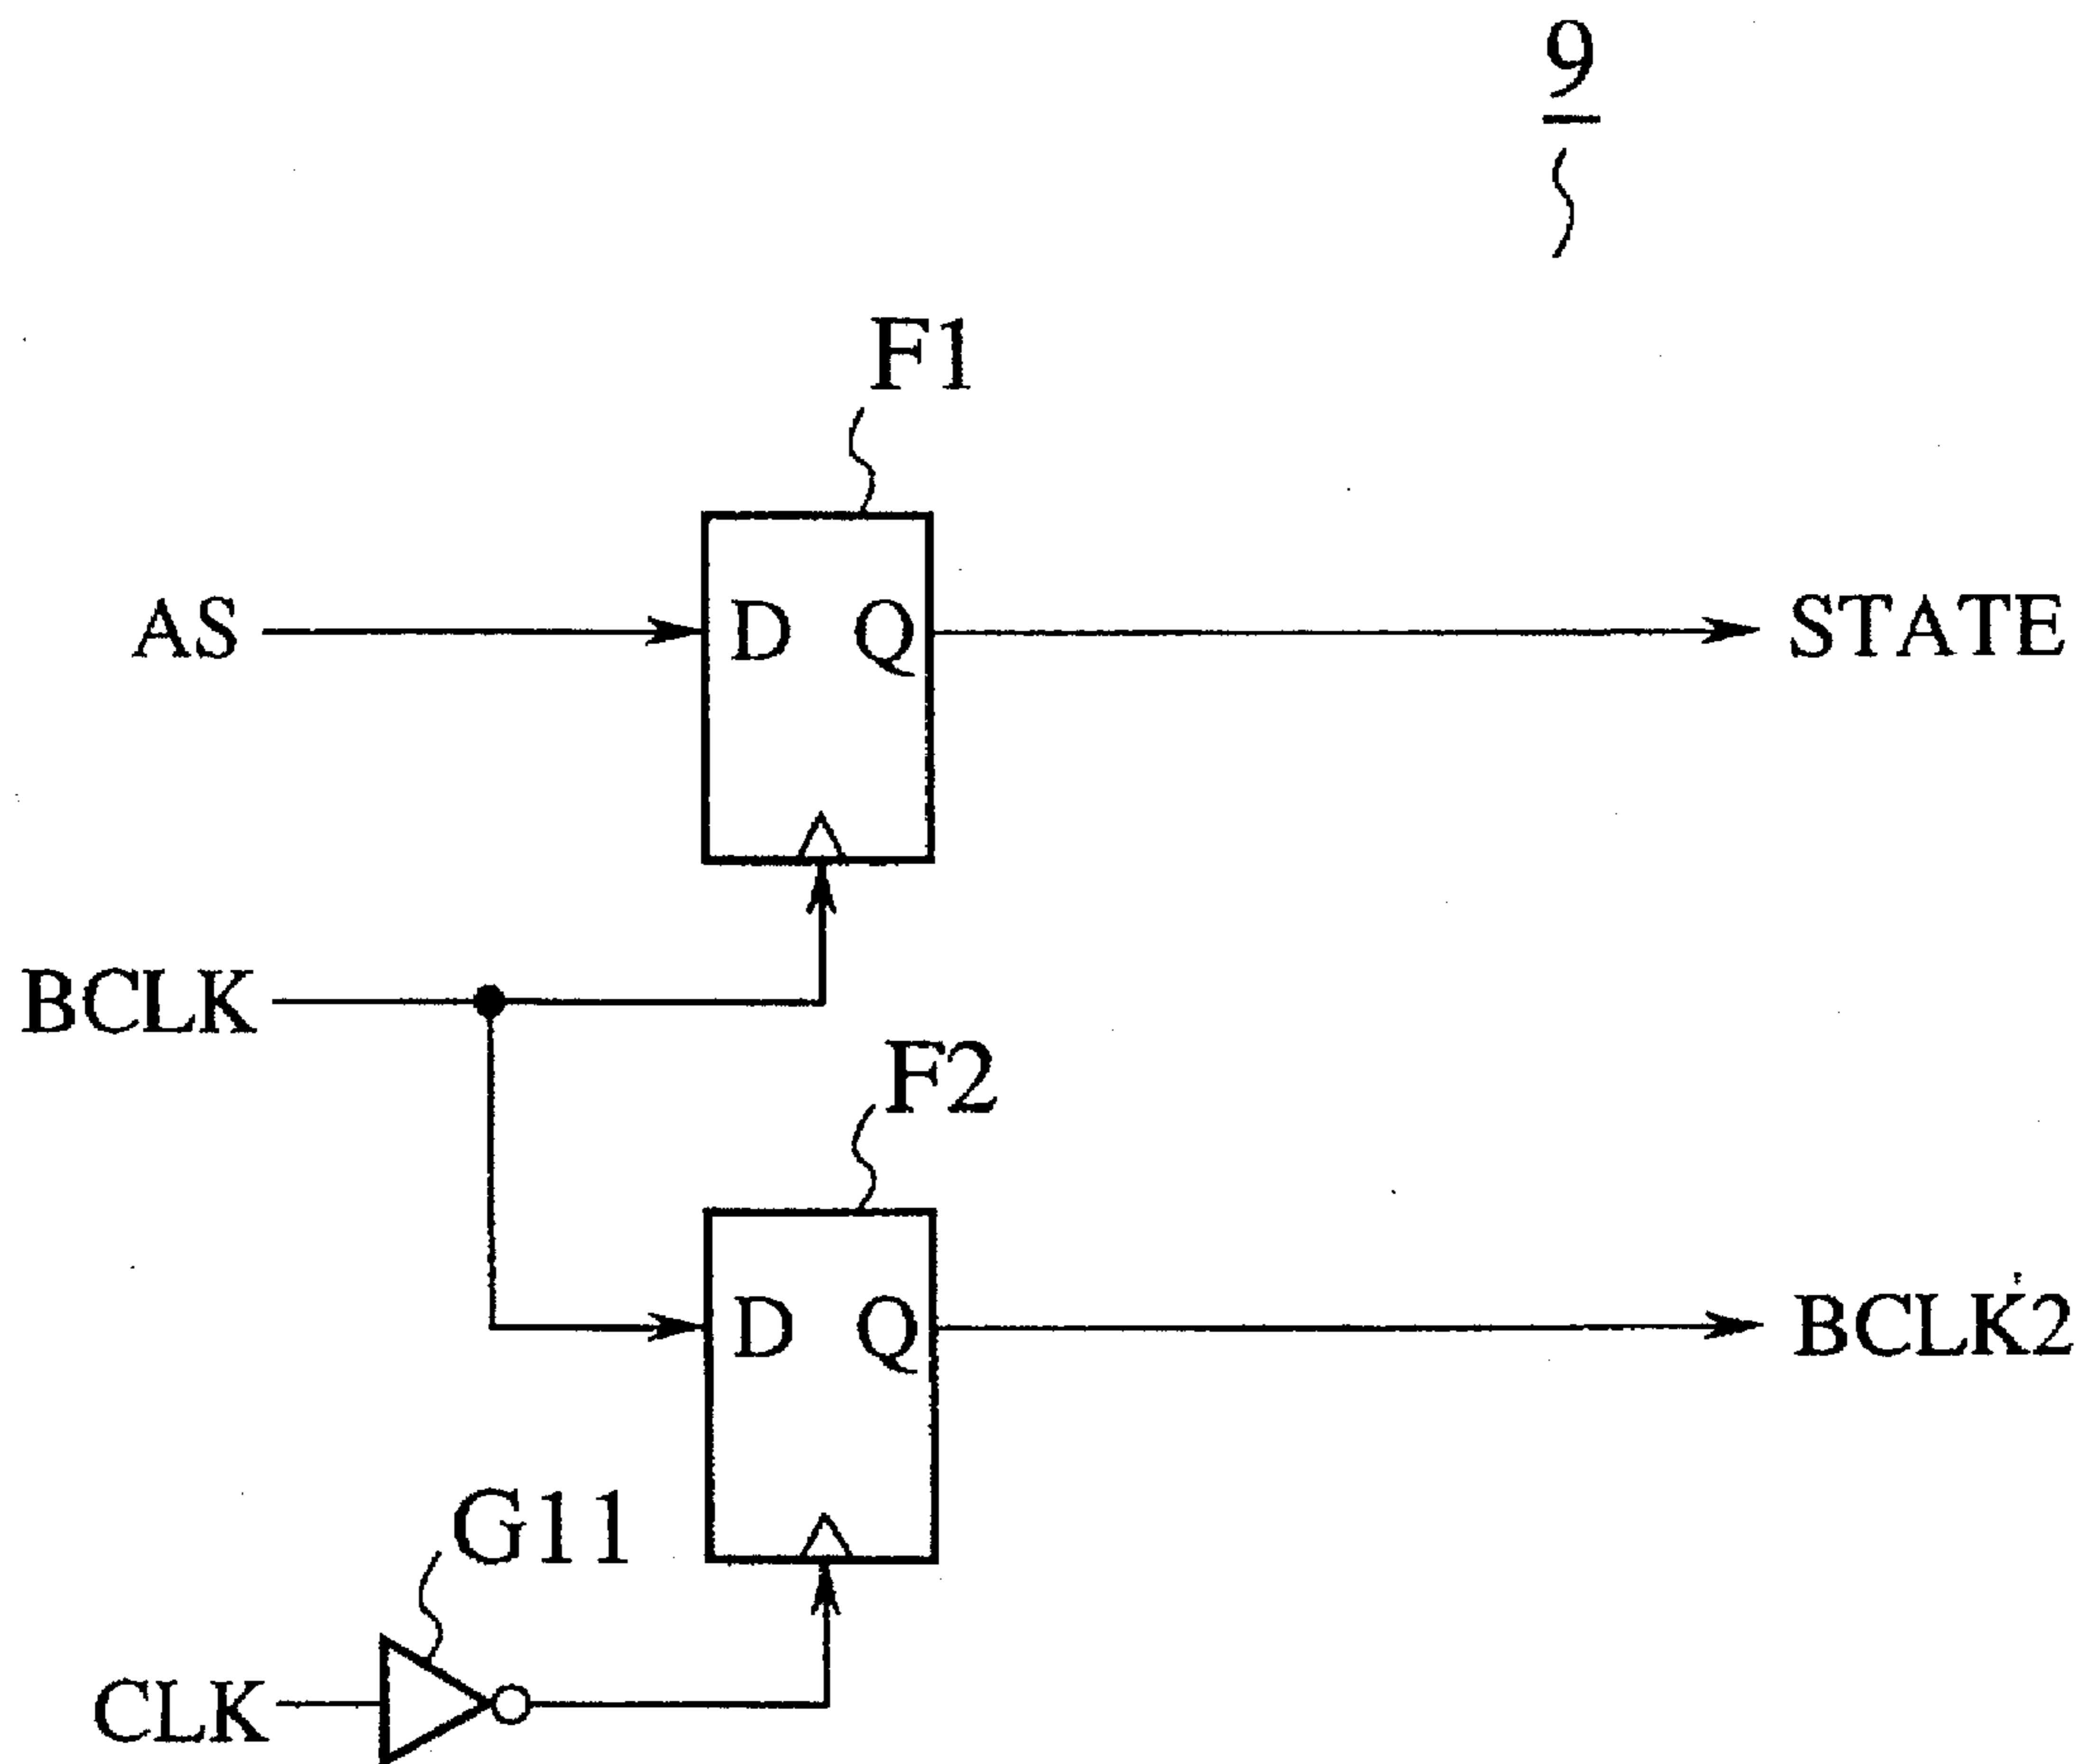 9
F1
AS
D Q
STATE
BCLK
F2
D Q
BCLK2
G11
CLK